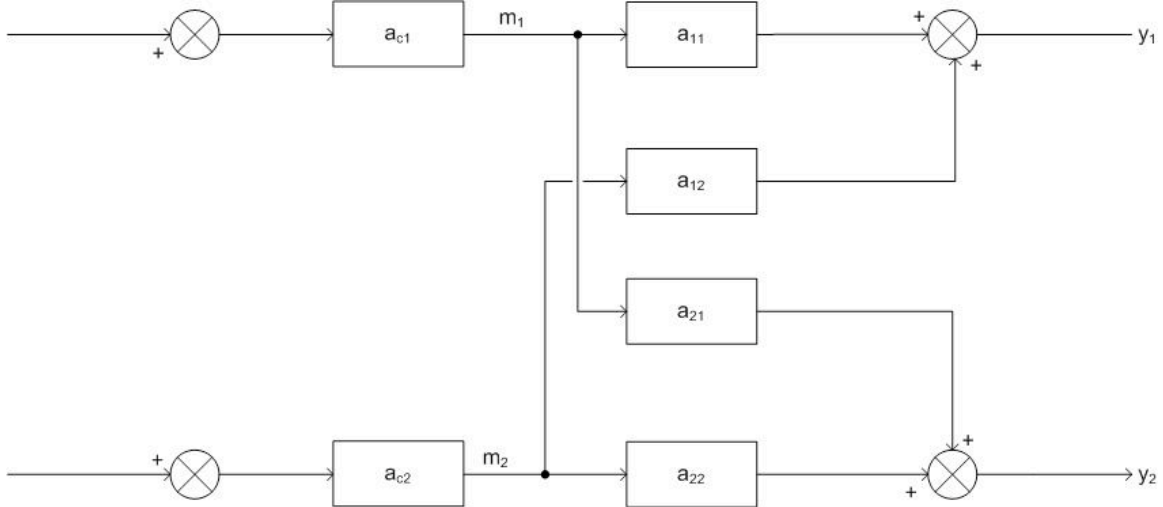 + a_c1 m_1 a_11 + + y_1
a_12
a_21
+ a_c2 m_2 a_22 + + y_2